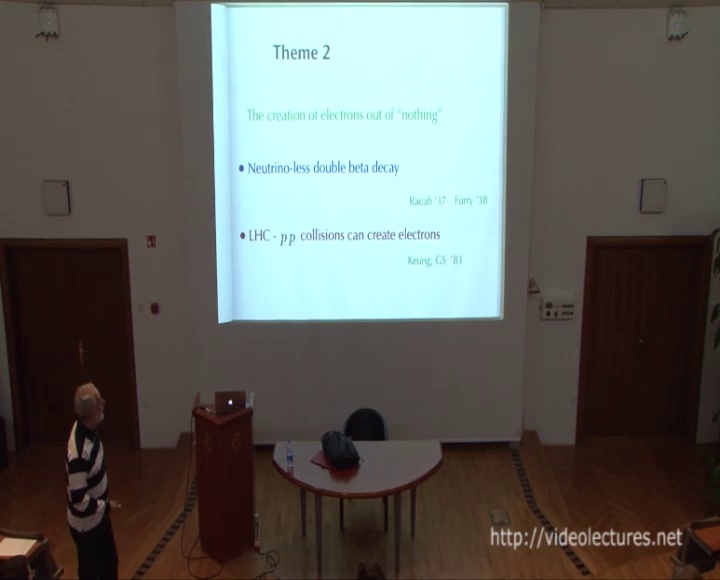 Theme 2
The creation of electrons out of "nothing"
• Neutrino-less double beta decay
Racah '37 Furry '38
• LHC - pp collisions can create electrons
Keung, GS '83
http://videolectures.net